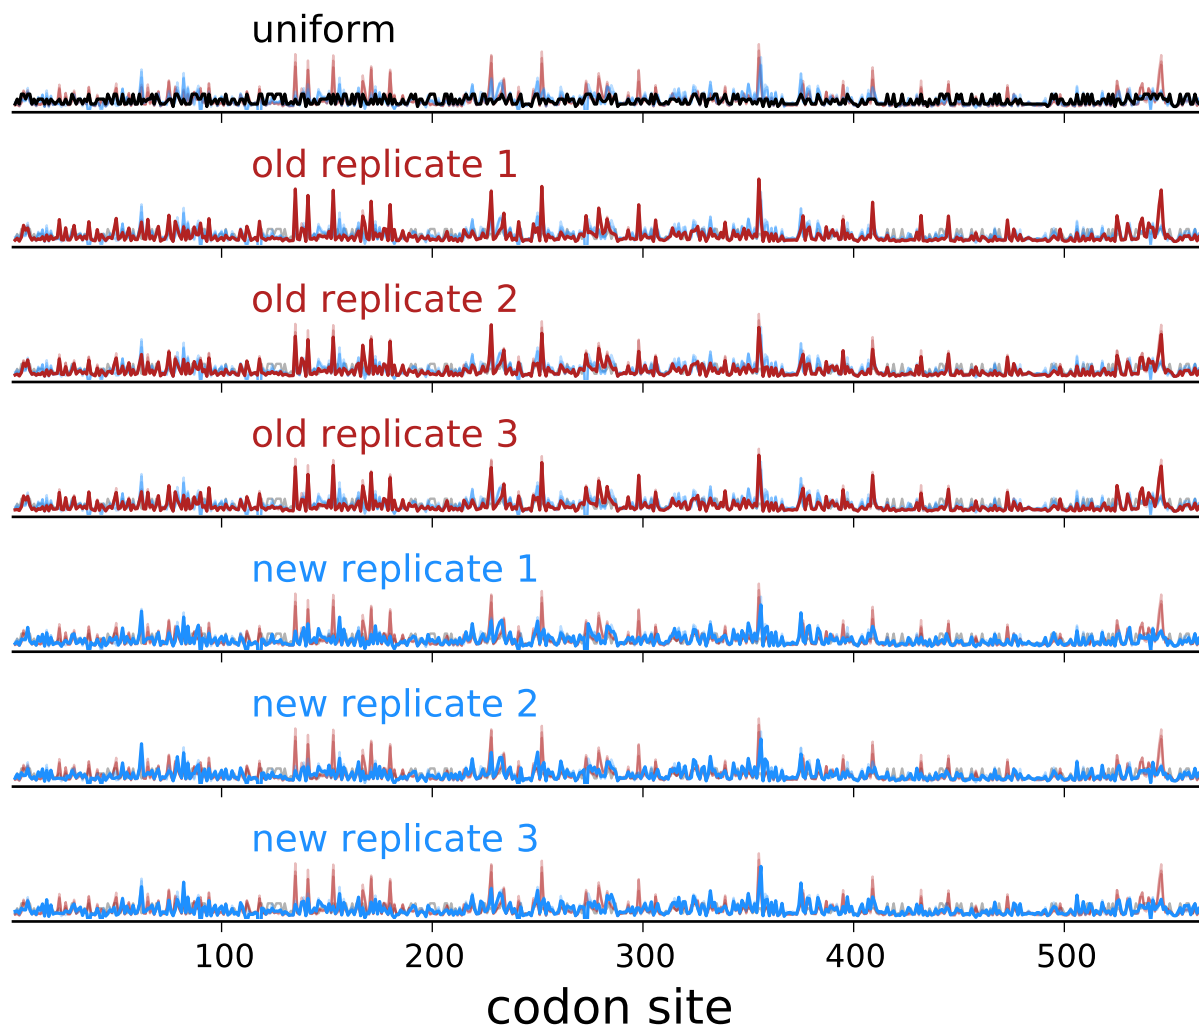 uniform
old replicate 1
old replicate 2
old replicate 3
new replicate 1
new replicate 2
new replicate 3
100 200 300 400 500
codon site